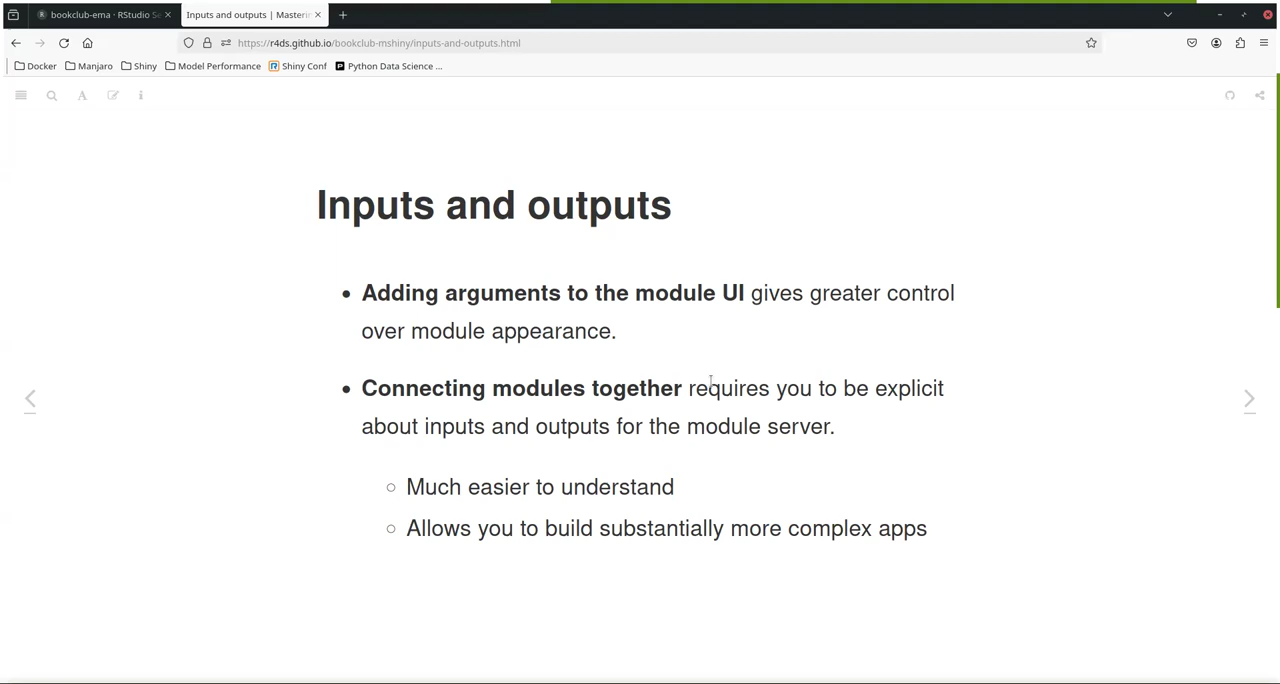 bookclub-ema · RStudio Se
Inputs and outputs | Masterin
https://r4ds.github.io/bookclub-mshiny/inputs-and-outputs.html
Docker Manjaro Shiny Model Performance Shiny Conf Python Data Science ...
Inputs and outputs
Adding arguments to the module UI gives greater control
over module appearance.
Connecting modules together requires you to be explicit
about inputs and outputs for the module server.
Much easier to understand
Allows you to build substantially more complex apps